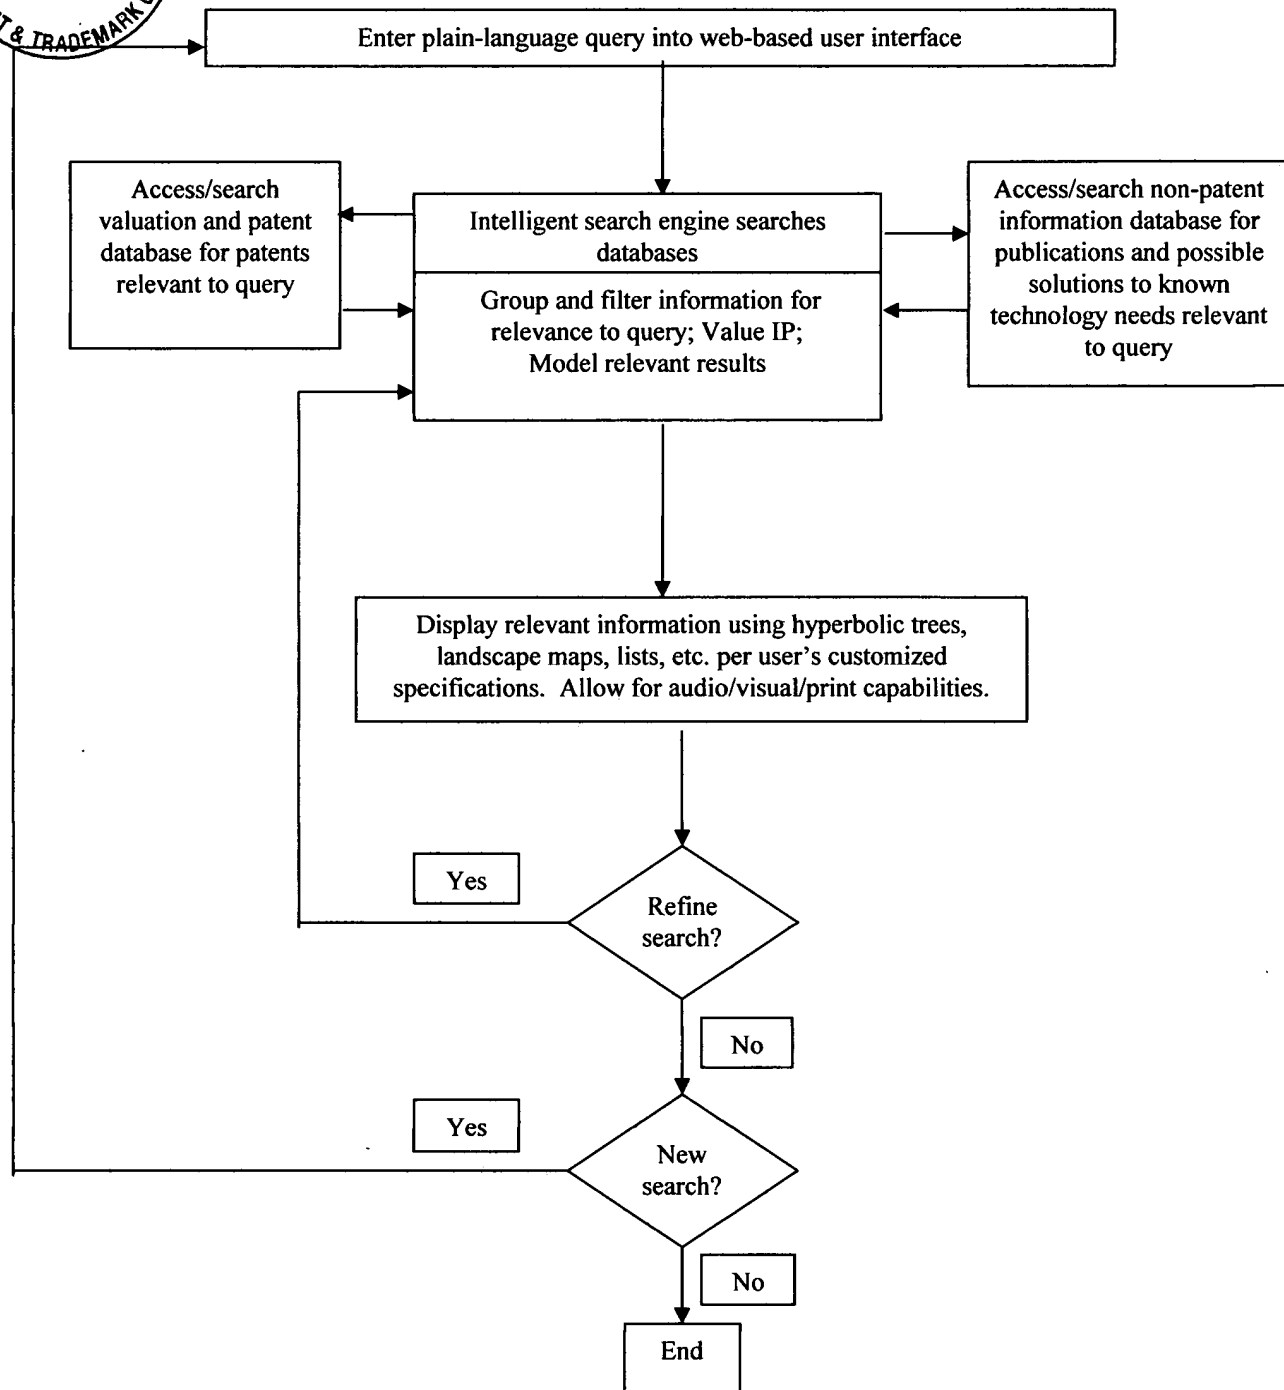 T & TRADEMARK
Enter plain-language query into web-based user interface
Access/search
valuation and patent
database for patents
relevant to query
Intelligent search engine searches
databases
Group and filter information for
relevance to query; Value IP;
Model relevant results
Access/search non-patent
information database for
publications and possible
solutions to known
technology needs relevant
to query
Display relevant information using hyperbolic trees,
landscape maps, lists, etc. per user's customized
specifications. Allow for audio/visual/print capabilities.
Yes
Refine
search?
No
Yes
New
search?
No
End